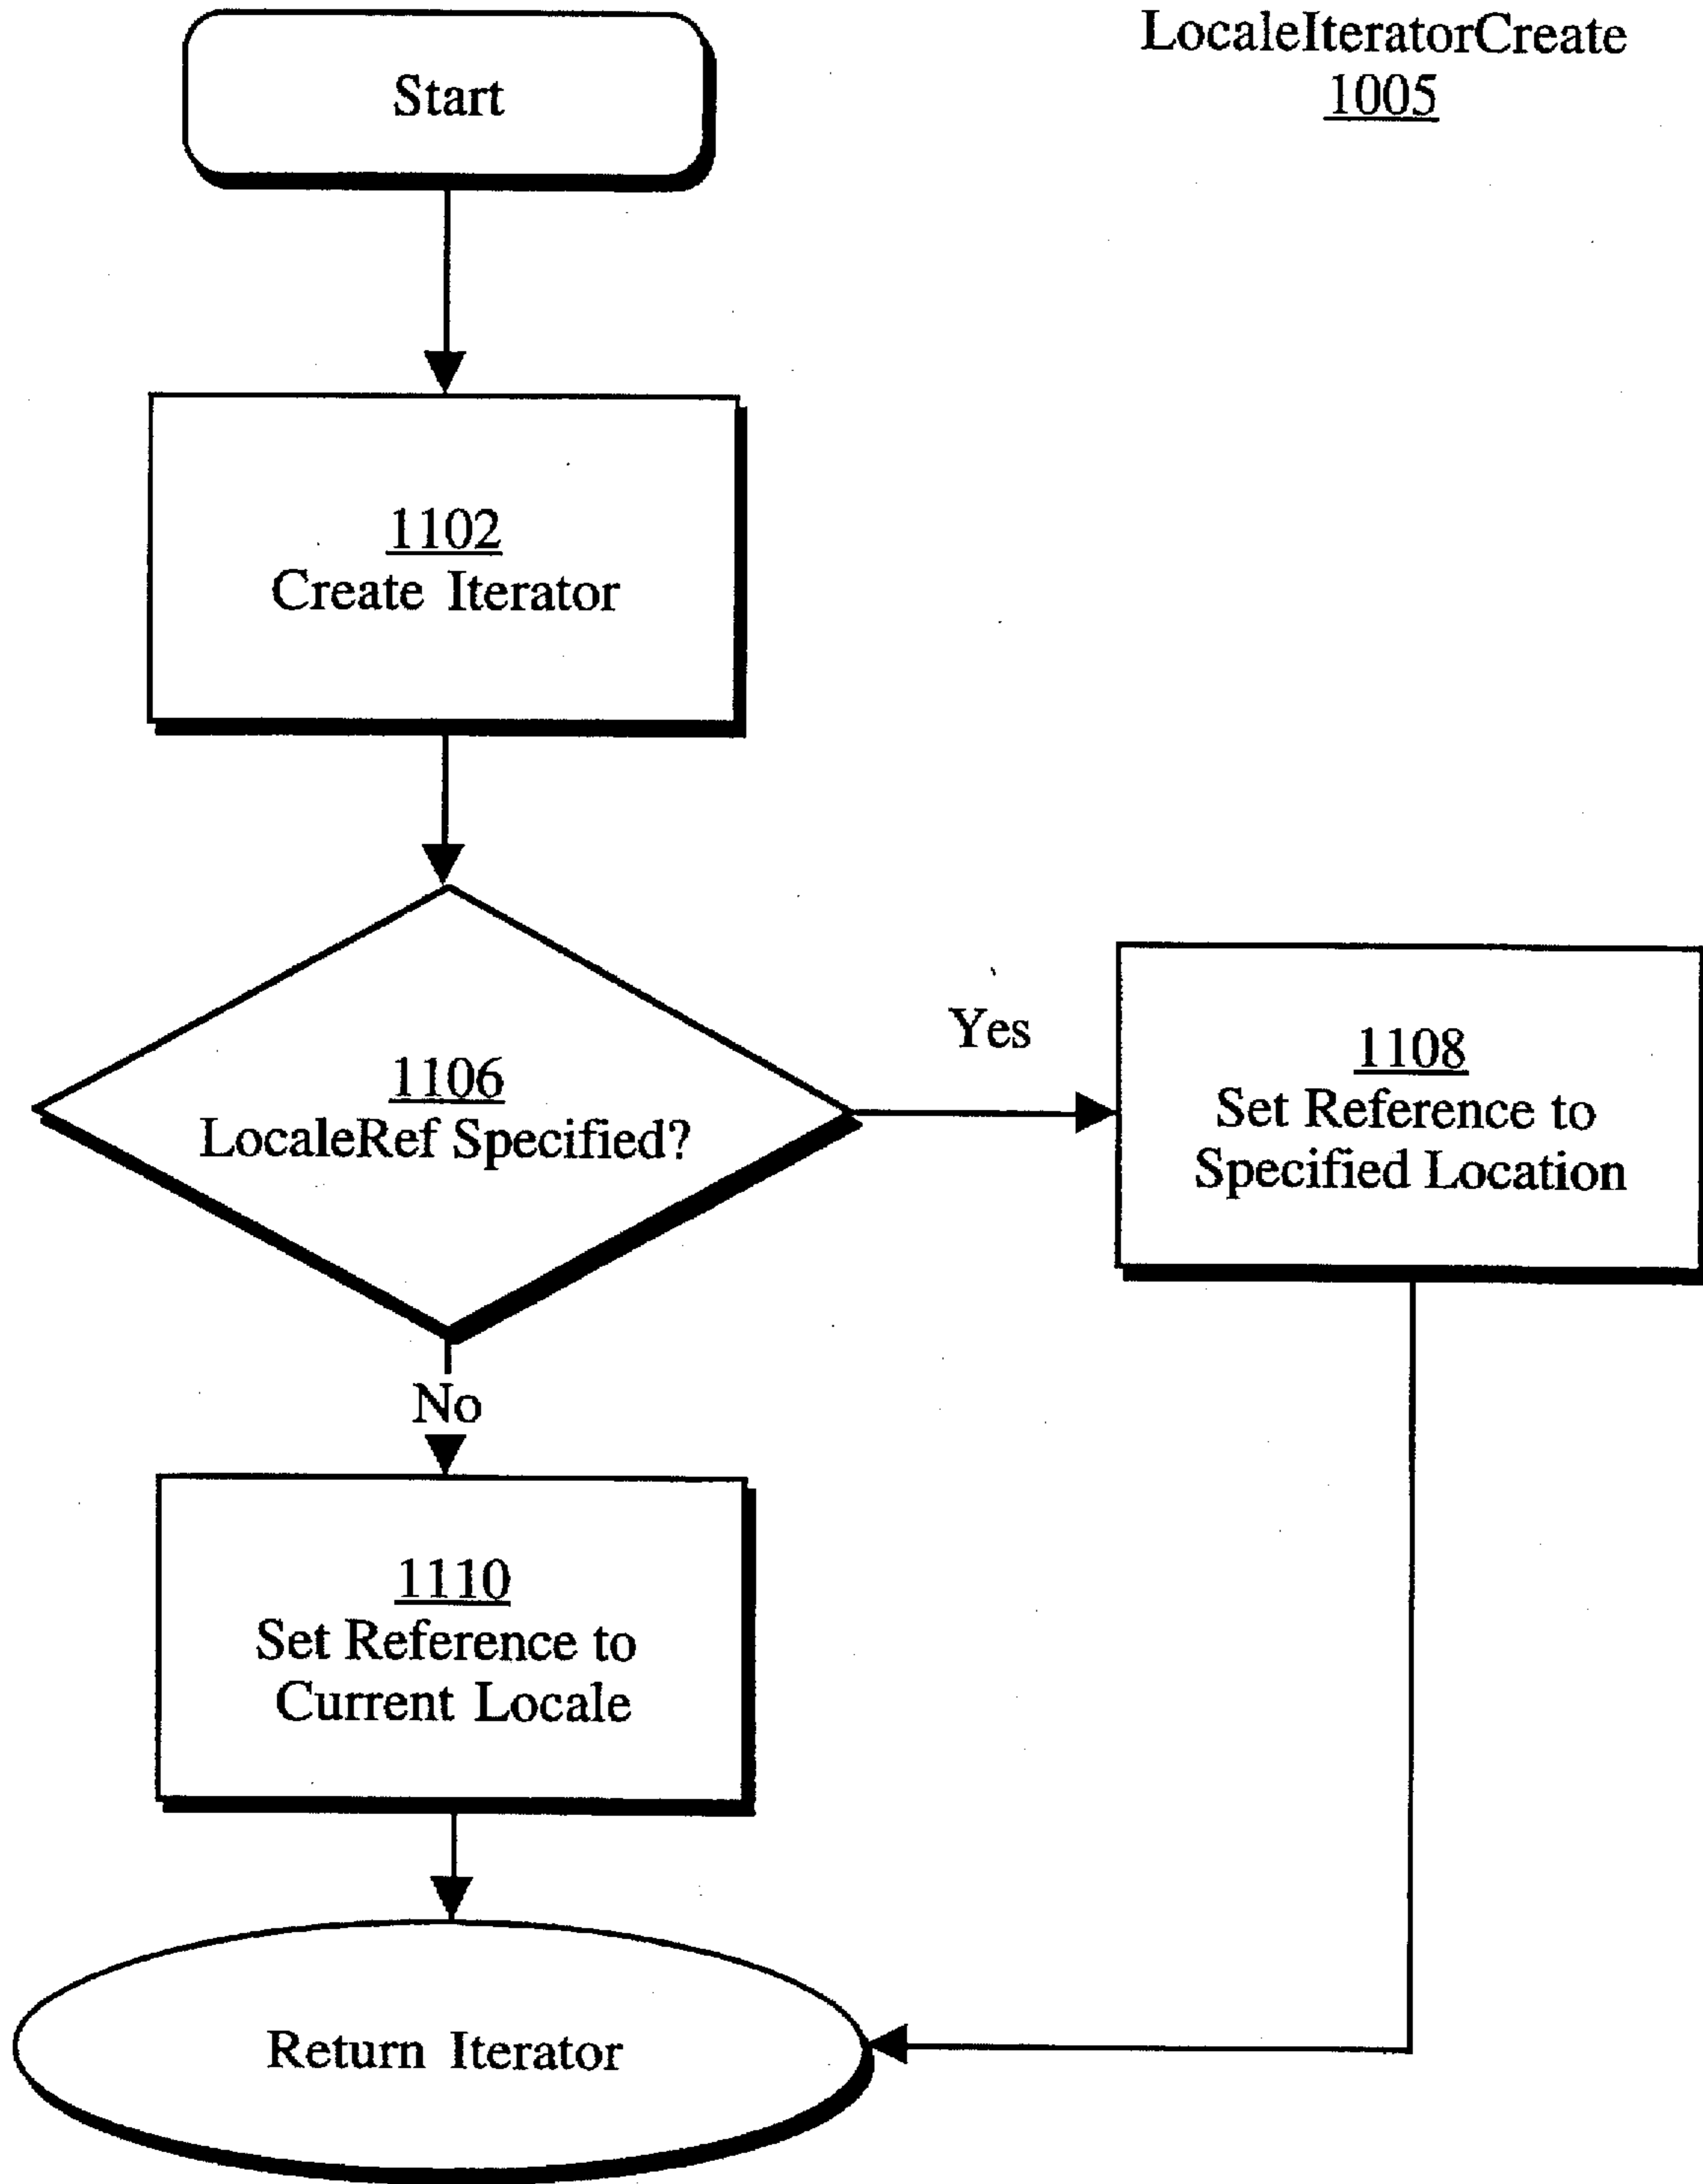 LocaleIteratorCreate
1005
Start
1102
Create Iterator
1106
LocaleRef Specified?
Yes
1108
Set Reference to
Specified Location
No
1110
Set Reference to
Current Locale
Return Iterator